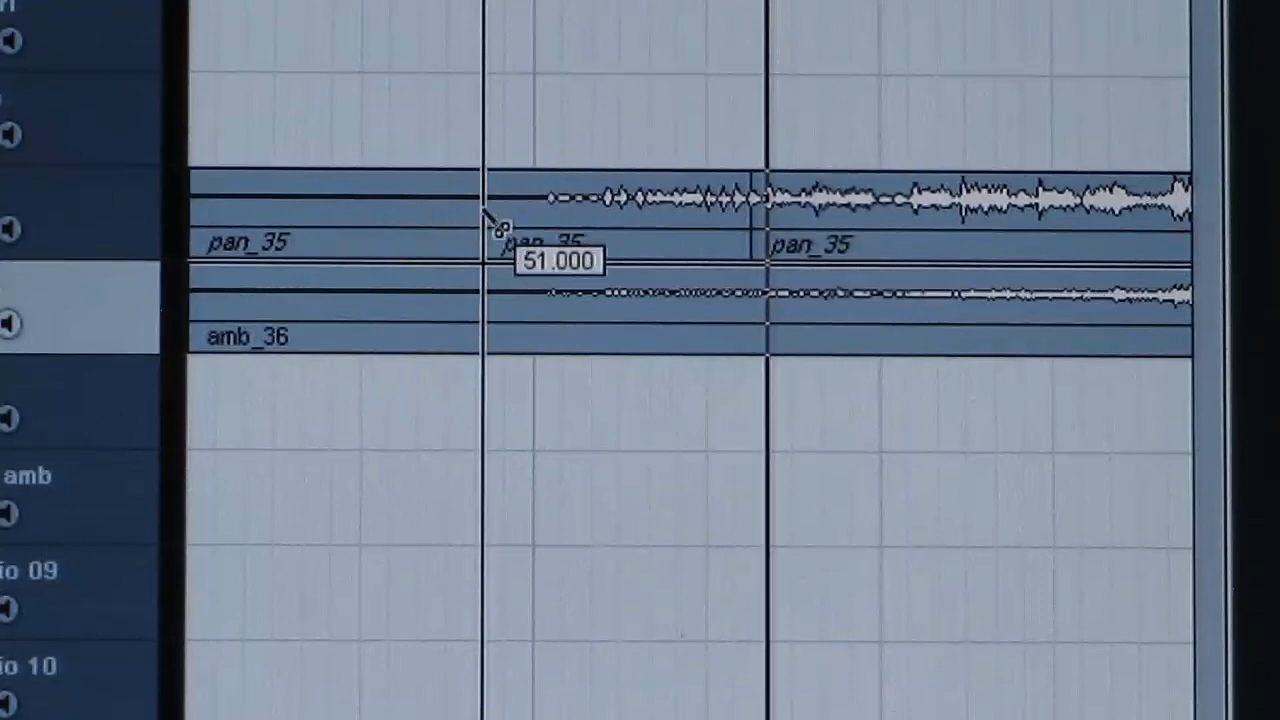 pan_35 pan_35 pan_35
51.000
amb_36
amb
io 09
io 10